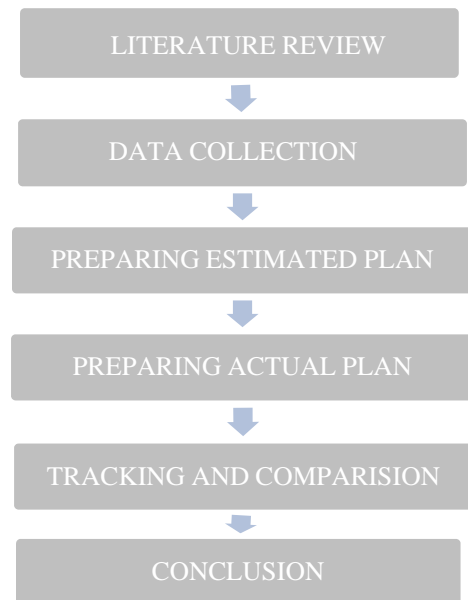 LITERATURE REVIEW
DATA COLLECTION
PREPARING ESTIMATED PLAN
PREPARING ACTUAL PLAN
TRACKING AND COMPARISION
CONCLUSION